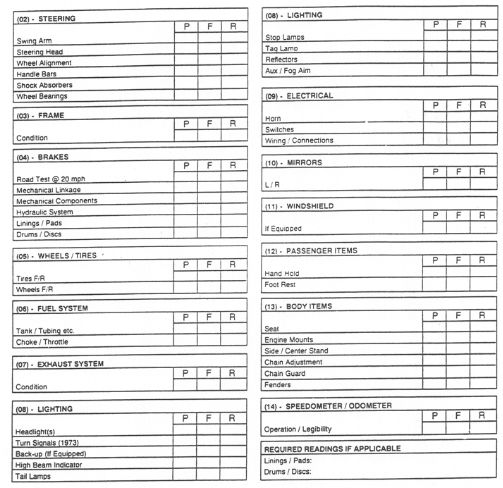 (02) - STEERING
P F R
Swing Arm
Steering Head
Wheel Alignment
Handle Bars
Shock Absorbers
Wheel Bearings
(03) - FRAME
P F R
Condition
(04) - BRAKES
P F R
Road Test @ 20 mph
Mechanical Linkage
Mechanical Components
Hydraulic System
Linings / Pads
Drums / Discs
(05) - WHEELS / TIRES
P F R
Tires F/R
Wheels F/R
(06) - FUEL SYSTEM
P F R
Tank / Tubing etc.
Choke / Throttle
(07) - EXHAUST SYSTEM
P F R
Condition
(08) - LIGHTING
P F R
Headlight(s)
Turn Signals (1973)
Back-up (If Equipped)
High Beam Indicator
Tail Lamps
(08) - LIGHTING
P F R
Stop Lamps
Tag Lamp
Reflectors
Aux / Fog Aim
(09) - ELECTRICAL
P F R
Horn
Switches
Wiring / Connections
(10) - MIRRORS
P F R
L / R
(11) - WINDSHIELD
P F R
If Equipped
(12) - PASSENGER ITEMS
P F R
Hand Hold
Foot Rest
(13) - BODY ITEMS
P F R
Seat
Engine Mounts
Side / Center Stand
Chain Adjustment
Chain Guard
Fenders
(14) - SPEEDOMETER / ODOMETER
P F R
Operation / Legibility
REQUIRED READINGS IF APPLICABLE
Linings / Pads:
Drums / Discs: